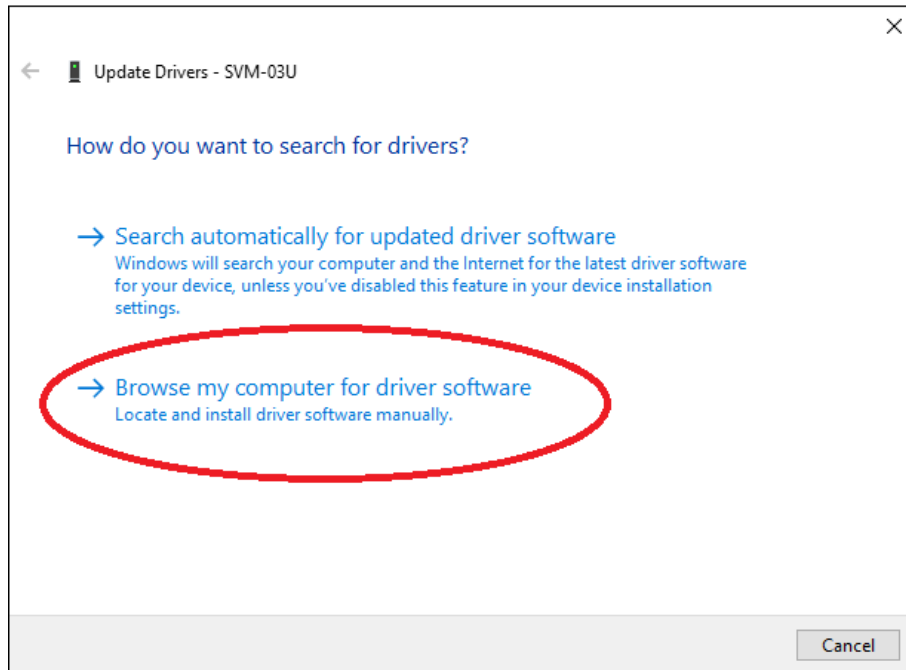 Update Drivers - SVM-03U
How do you want to search for drivers?
Search automatically for updated driver software
Windows will search your computer and the Internet for the latest driver software
for your device, unless you've disabled this feature in your device installation
settings.
Browse my computer for driver software
Locate and install driver software manually.
Cancel